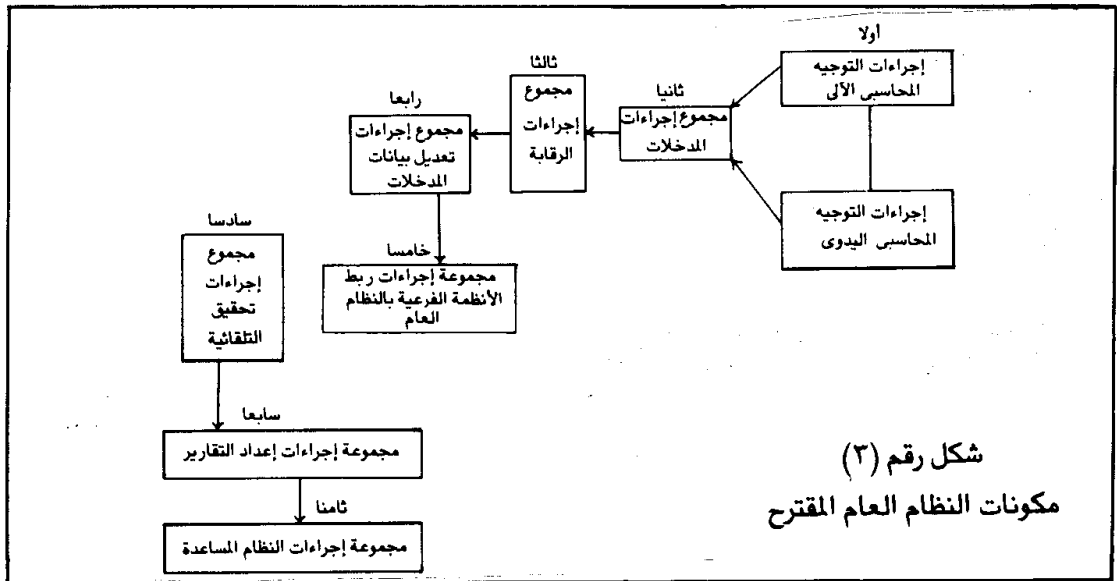 أولا
إجراءات التوجيه
المحاسبى الآلى
إجراءات التوجيه
المحاسبى اليدوى
ثانيا
مجموع إجراءات
المدخلات
ثالثا
مجموع
إجراءات
الرقابة
رابعا
مجموع إجراءات
تعديل بيانات
المدخلات
خامسا
مجموعة إجراءات ربط
الأنظمة الفرعية بالنظام
العام
سادسا
مجموع
إجراءات
تحقيق
التلقائية
سابعا
مجموعة إجراءات إعداد التقارير
ثامنا
مجموعة إجراءات النظام المساعدة
شكل رقم (٣)
مكونات النظام العام المقترح